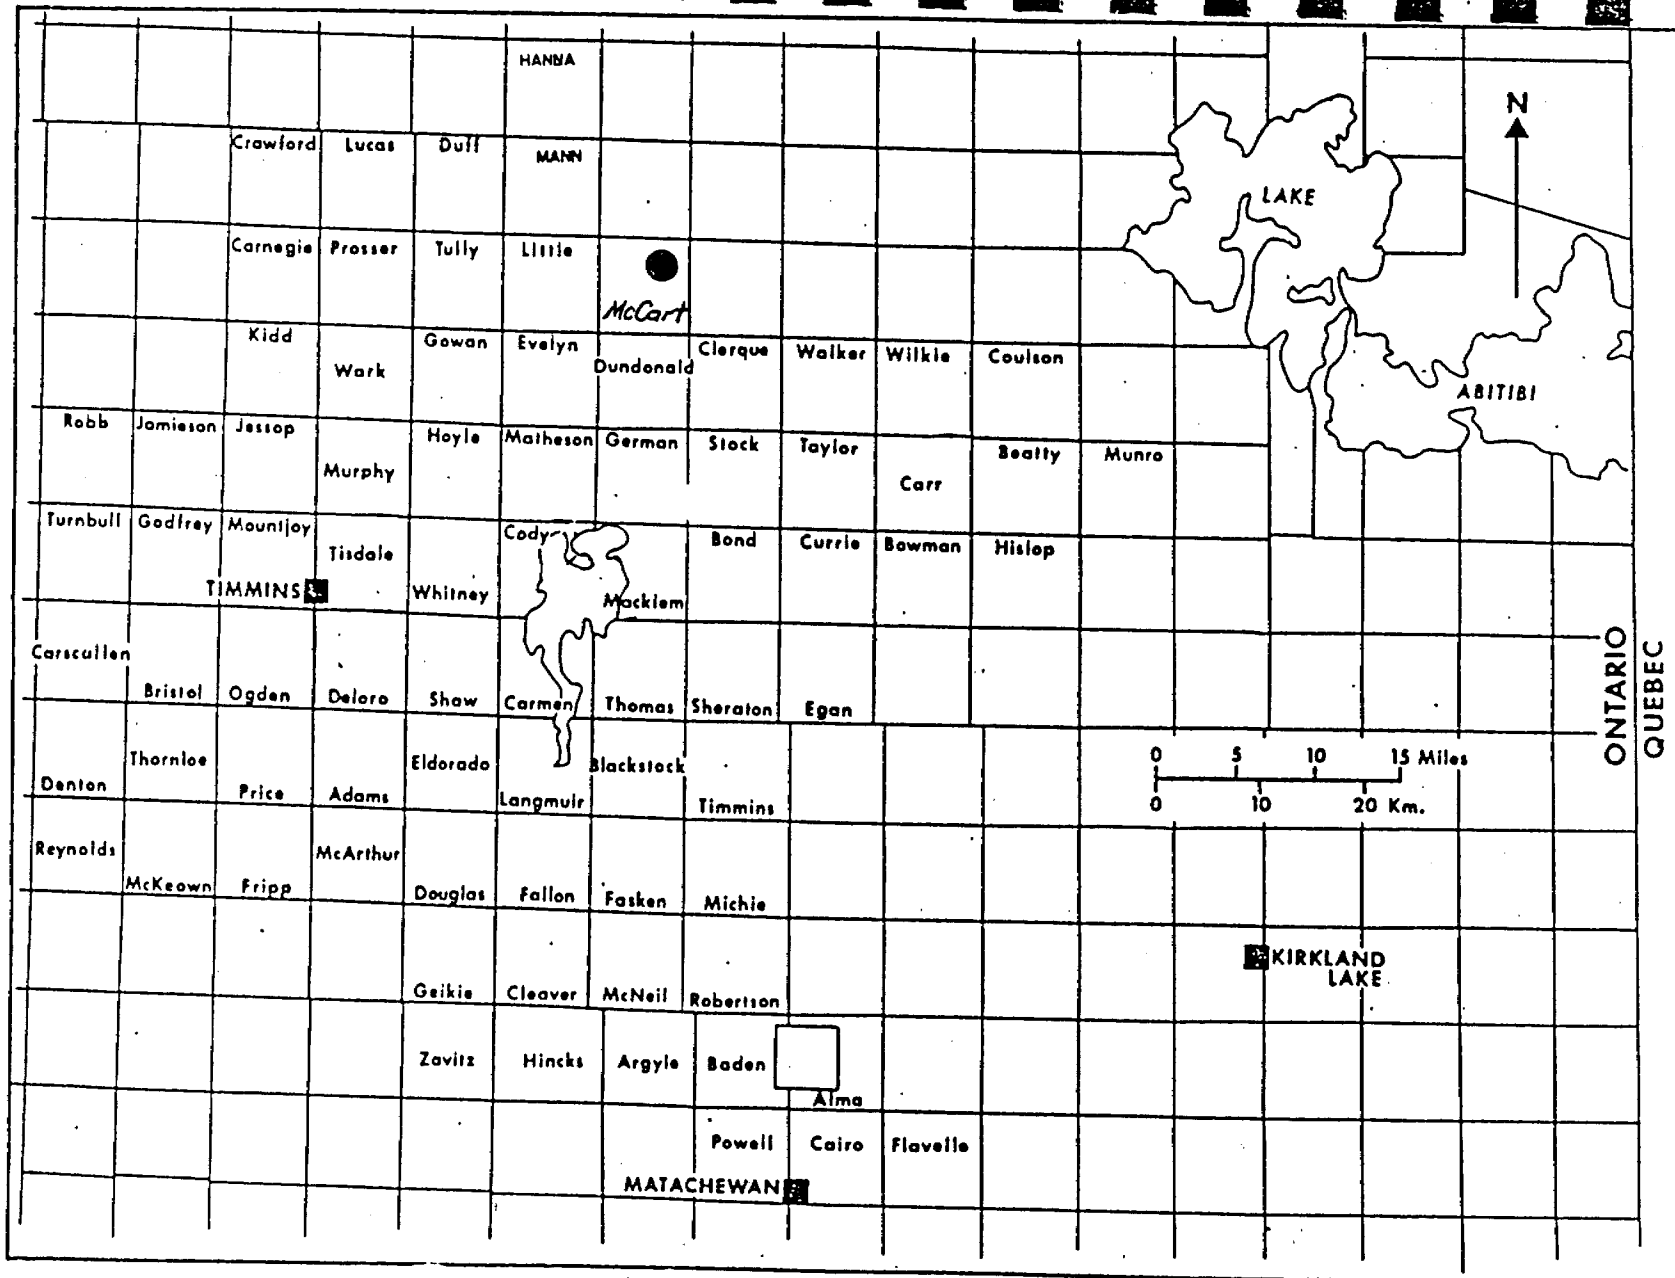 HANNA
N
Crawford Lucas Duff MANN
LAKE
Carnegie Prosser Tully Little
McCart
Kidd Wark Gowan Evelyn Dundonald Clerque Walker Wilkie Coulson
ABITIBI
Robb Jamieson Jessop Murphy Hoyle Matheson German Stock Taylor Carr Beatty Munro
Turnbull Godfrey Mountjoy Tisdale Whitney Cody Macklem Bond Currie Bowman Hislop
TIMMINS
Carscullen Bristol Ogden Deloro Shaw Carmen Thomas Sheraton Egan
ONTARIO
QUEBEC
0 5 10 15 Miles
0 10 20 Km.
Denton Thornloe Price Adams Eldorado Langmuir Blackstock Timmins
Reynolds McKeown Fripp McArthur Douglas Fallon Fasken Michie
KIRKLAND
LAKE
Geikie Cleaver McNeil Robertson
Zavitz Hincks Argyle Baden Alma
Powell Cairo Flavelle
MATACHEWAN